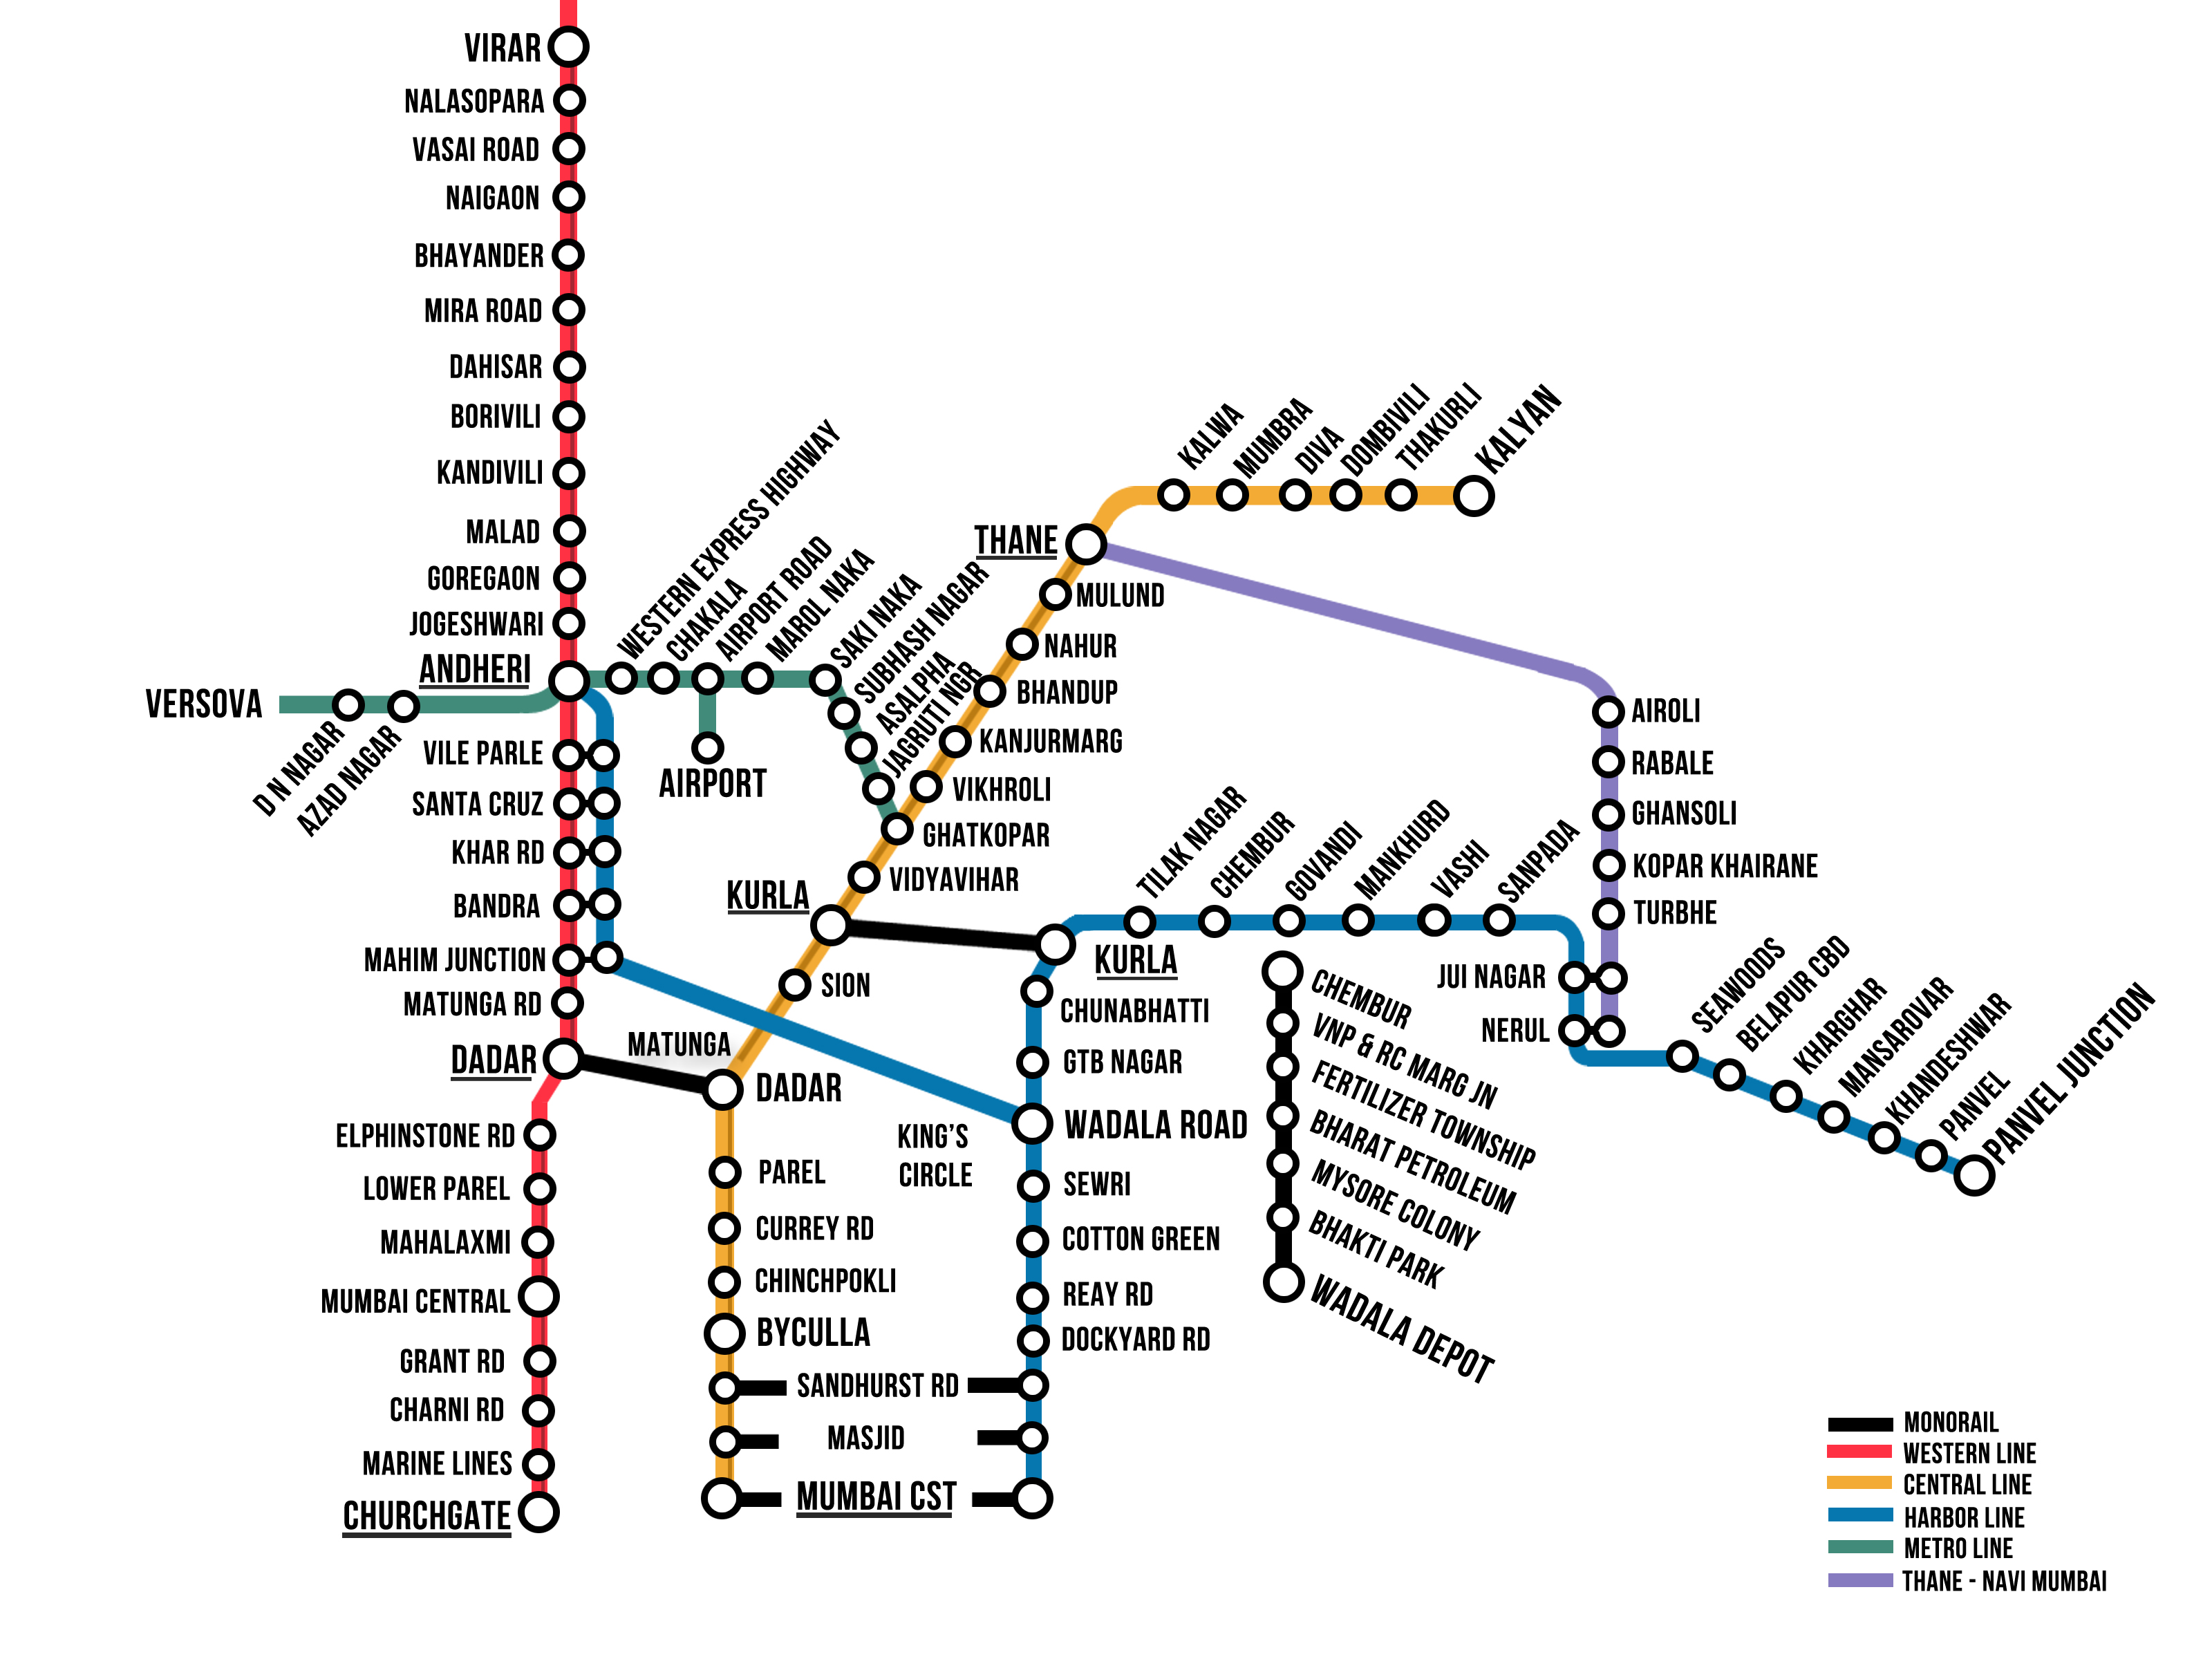 VIRAR
NALASOPARA
VASAI ROAD
NAIGAON
BHAYANDER
MIRA ROAD
DAHISAR
BORIVILI
KANDIVILI
MALAD
GOREGAON
JOGESHWARI
ANDHERI
VERSOVA
D N NAGAR
AZAD NAGAR
VILE PARLE
SANTA CRUZ
KHAR RD
BANDRA
MAHIM JUNCTION
MATUNGA RD
DADAR
ELPHINSTONE RD
LOWER PAREL
MAHALAXMI
MUMBAI CENTRAL
GRANT RD
CHARNI RD
MARINE LINES
CHURCHGATE
WESTERN EXPRESS HIGHWAY
CHAKALA
AIRPORT ROAD
MAROL NAKA
SAKI NAKA
SUBHASH NAGAR
ASALPHA
JAGRUTI NGR
AIRPORT
KALYAN
THAKURLI
DOMBIVILI
DIVA
MUMBRA
KALWA
THANE
MULUND
NAHUR
BHANDUP
KANJURMARG
VIKHROLI
GHATKOPAR
VIDYAVIHAR
KURLA
SION
MATUNGA
DADAR
PAREL
CURREY RD
CHINCHPOKLI
BYCULLA
SANDHURST RD
MASJID
MUMBAI CST
KING'S
CIRCLE
TILAK NAGAR
CHEMBUR
GOVANDI
MANKHURD
VASHI
SANPADA
KURLA
CHUNABHATTI
GTB NAGAR
WADALA ROAD
SEWRI
COTTON GREEN
REAY RD
DOCKYARD RD
CHEMBUR
VNP & RC MARG JN
FERTILIZER TOWNSHIP
BHARAT PETROLEUM
MYSORE COLONY
BHAKTI PARK
WADALA DEPOT
AIROLI
RABALE
GHANSOLI
KOPAR KHAIRANE
TURBHE
JUI NAGAR
NERUL
SEAWOODS
BELAPUR CBD
KHARGHAR
MANSAROVAR
KHANDESHWAR
PANVEL
PANVEL JUNCTION
MONORAIL
WESTERN LINE
CENTRAL LINE
HARBOR LINE
METRO LINE
THANE - NAVI MUMBAI